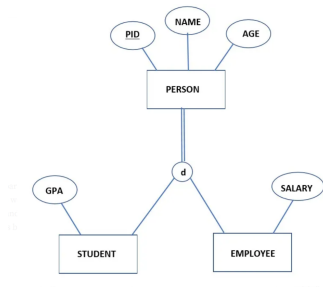 NAME
PID
AGE
PERSON
d
GPA
SALARY
STUDENT
EMPLOYEE